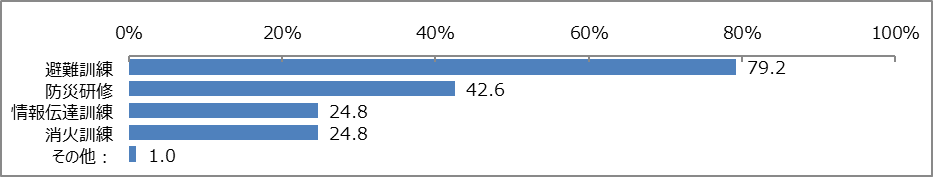 0% 20% 40% 60% 80% 100%
避難訓練 79.2
防災研修 42.6
情報伝達訓練 24.8
消火訓練 24.8
その他： 1.0